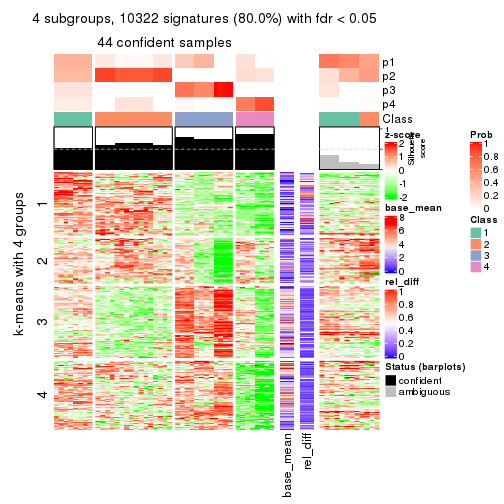 4 subgroups, 10322 signatures (80.0%) with fdr < 0.05
44 confident samples
p1
p2
p3
p4
Class
1
Silhouette
score
k-means with 4 groups
1
2
3
4
base_mean
rel_diff
z-score
2
1
0
-1
-2
base_mean
8
6
4
2
0
rel_diff
1
0.8
0.6
0.4
0.2
0
Status (barplots)
confident
ambiguous
Prob
1
0.8
0.6
0.4
0.2
0
Class
1
2
3
4